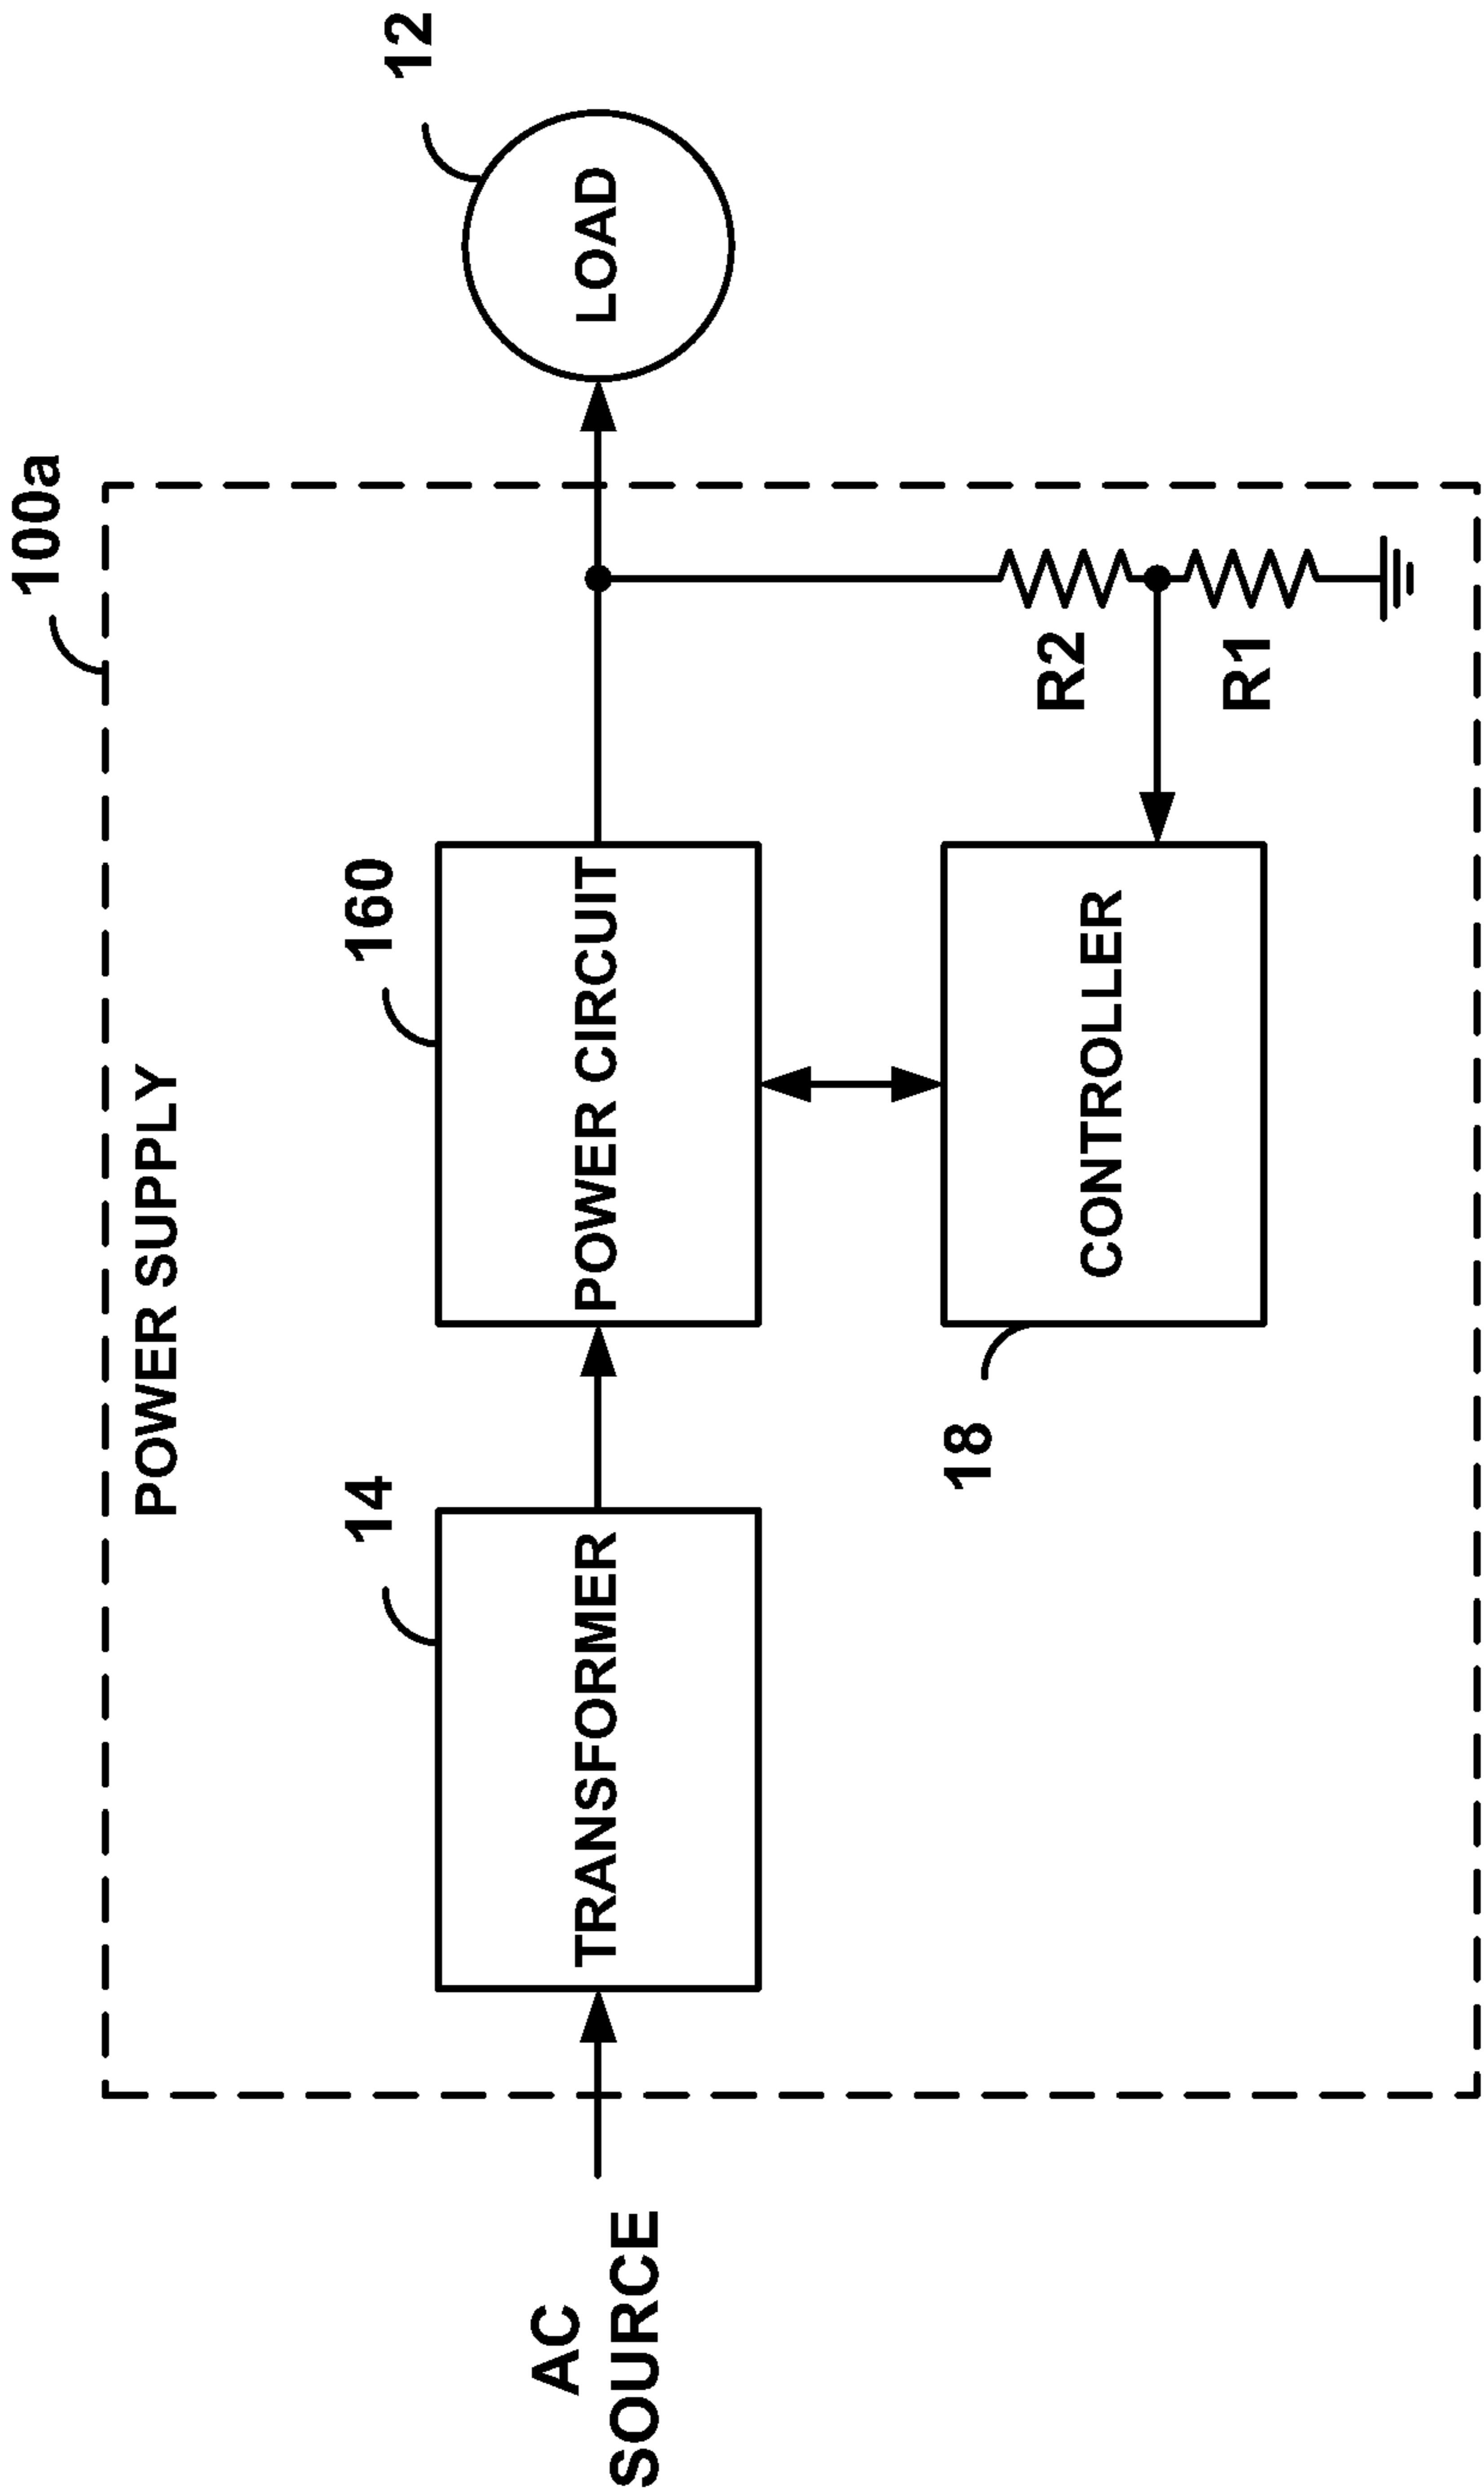 100a
POWER SUPPLY
14
160
12
TRANSFORMER
POWER CIRCUIT
LOAD
AC
SOURCE
18
CONTROLLER
R2
R1